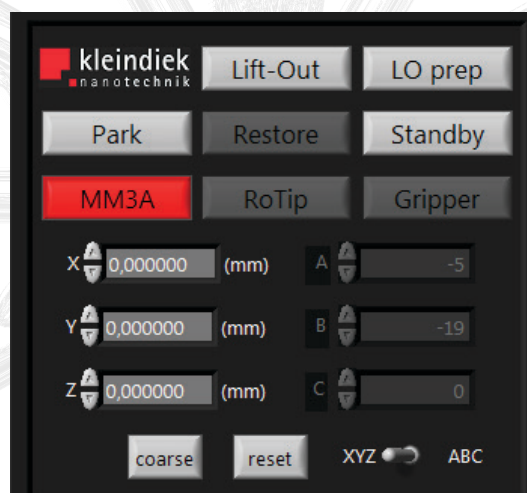 kleindiek
nanotechnik
Lift-Out
LO prep
Park
Restore
Standby
MM3A
RoTip
Gripper
X 0,000000 (mm) A -5
Y 0,000000 (mm) B -19
Z 0,000000 (mm) C 0
coarse reset XYZ ABC